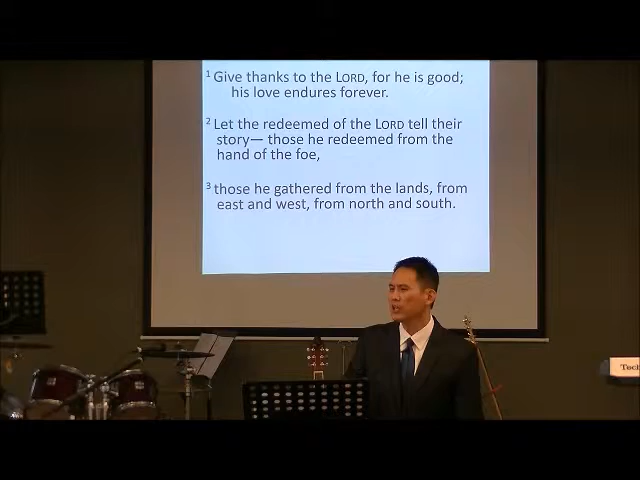 1 Give thanks to the LORD, for he is good;
his love endures forever.
2 Let the redeemed of the LORD tell their
story— those he redeemed from the
hand of the foe,
3 those he gathered from the lands, from
east and west, from north and south.